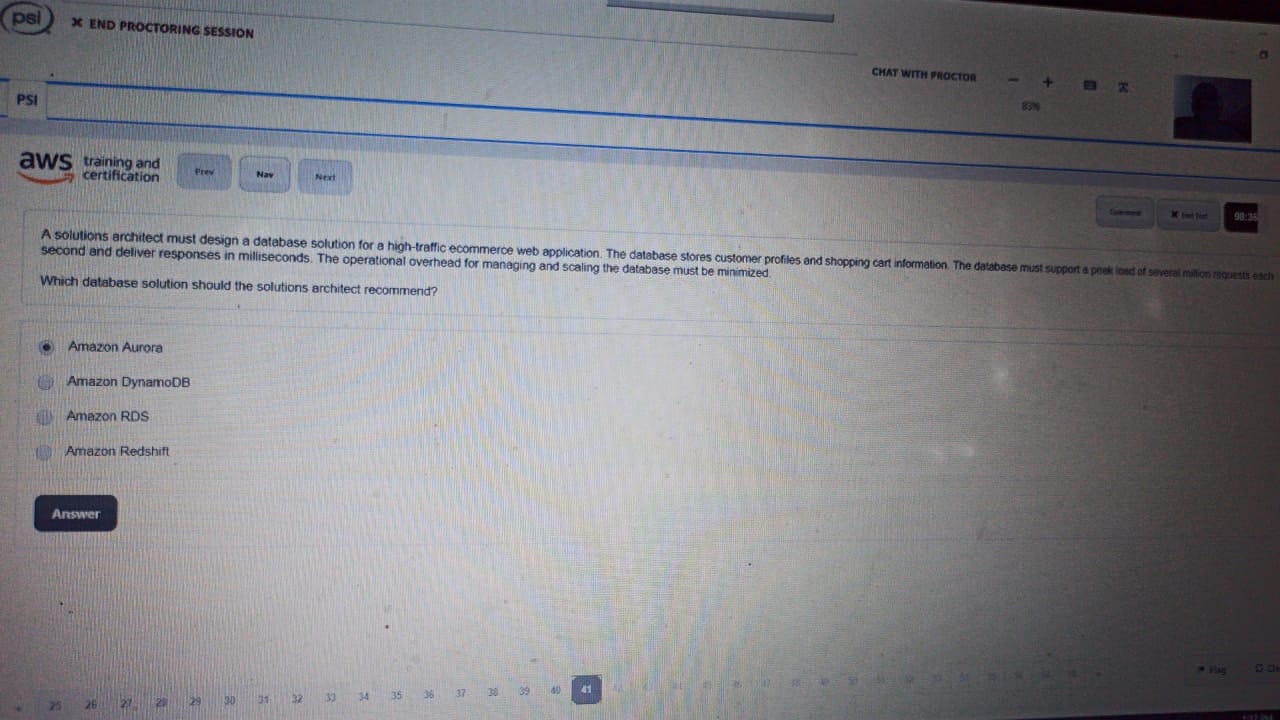 psi
× END PROCTORING SESSION
CHAT WITH PROCTOR
− +
83%
PSI
aws training and certification
Prev
Nav
Next
Comment
× End Test
98:36
A solutions architect must design a database solution for a high-traffic ecommerce web application. The database stores customer profiles and shopping cart information. The database must support a peak load of several million requests each
second and deliver responses in milliseconds. The operational overhead for managing and scaling the database must be minimized.
Which database solution should the solutions architect recommend?
Amazon Aurora
Amazon DynamoDB
Amazon RDS
Amazon Redshift
Answer
Flag
25 26 27 28 29 30 31 32 33 34 35 36 37 38 39 40 41